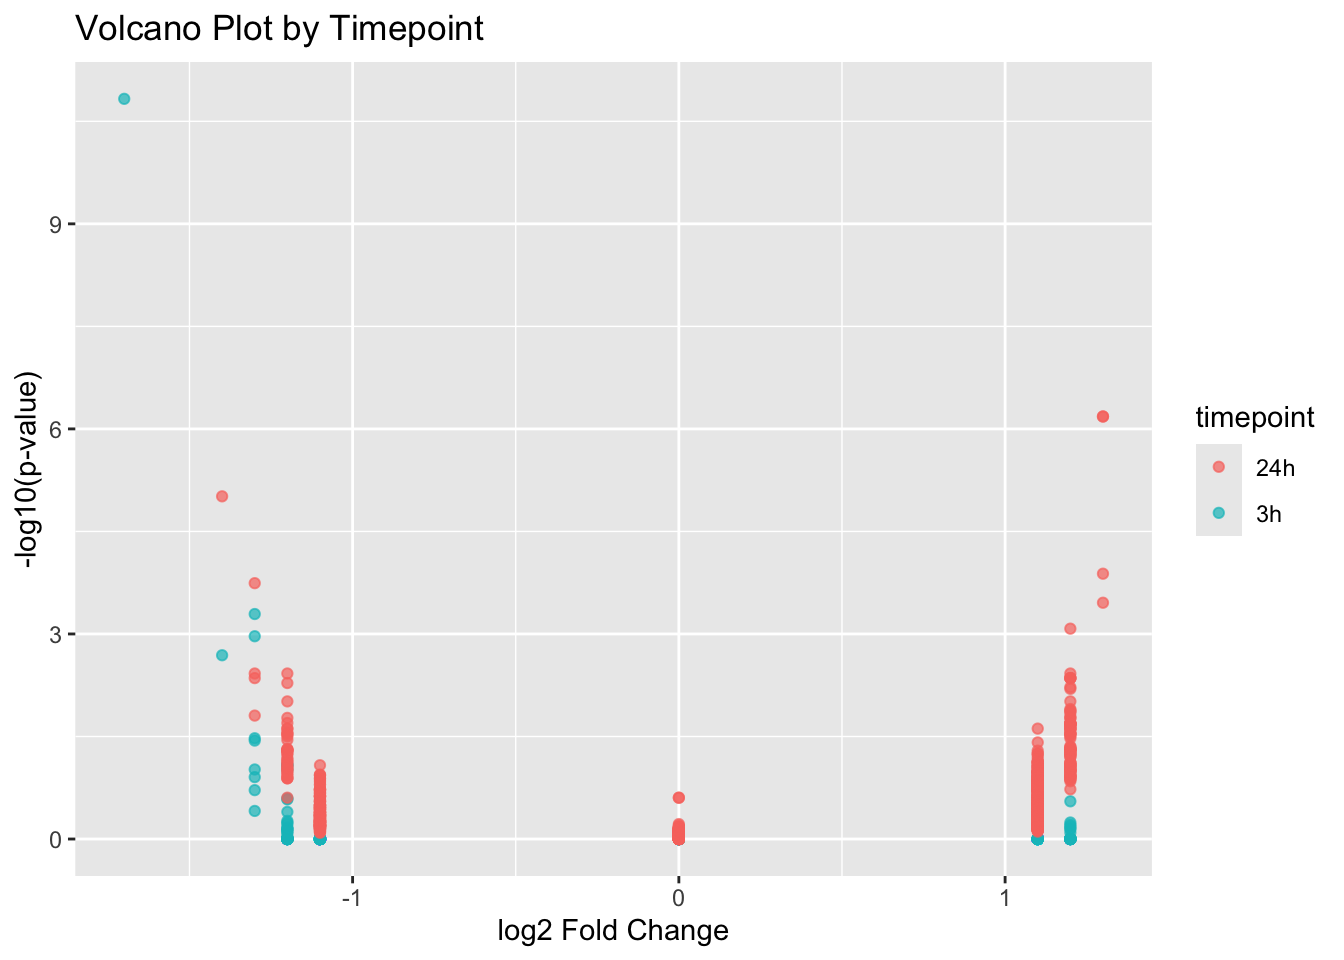 Volcano Plot by Timepoint
9
6
3
0
-log10(p-value)
-1
0
1
log2 Fold Change
timepoint
24h
3h